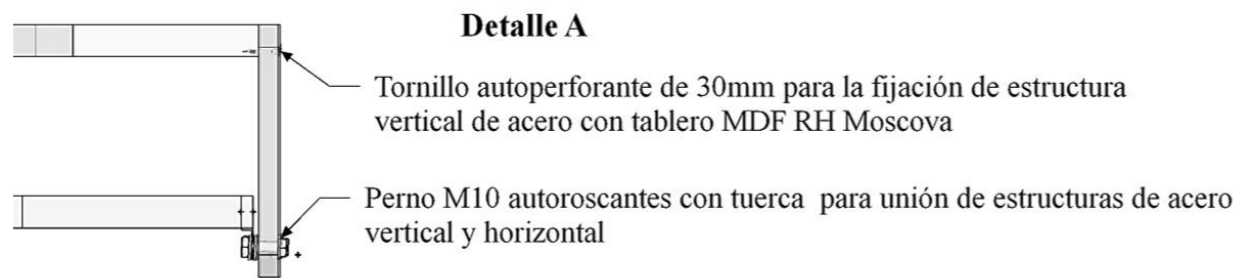 Detalle A
Tornillo autoperforante de 30mm para la fijación de estructura
vertical de acero con tablero MDF RH Moscova
Perno M10 autoroscantes con tuerca  para unión de estructuras de acero
vertical y horizontal